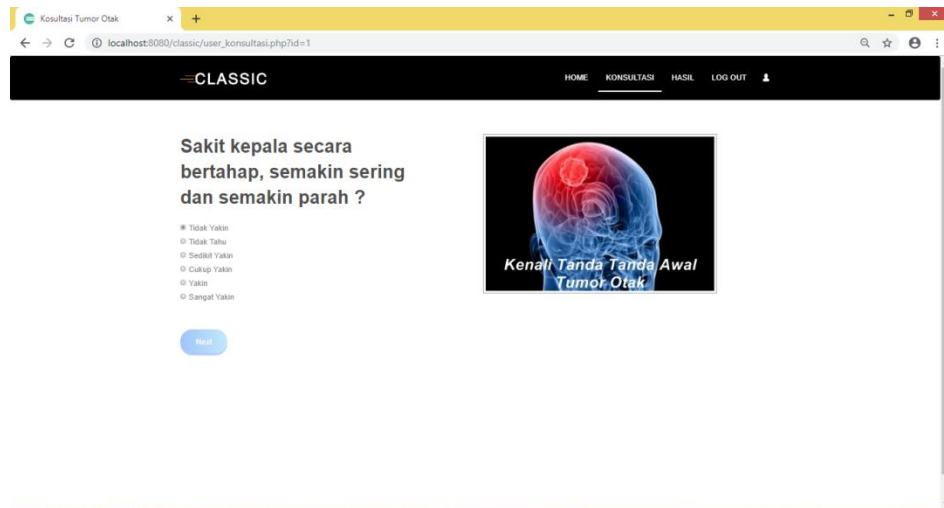 Kosultasi Tumor Otak
localhost:8080/classic/user_konsultasi.php?id=1
CLASSIC
HOME KONSULTASI HASIL LOG OUT
Sakit kepala secara
bertahap, semakin sering
dan semakin parah ?
Tidak Yakin
Tidak Tahu
Sedikit Yakin
Cukup Yakin
Yakin
Sangat Yakin
Next
Kenali Tanda Tanda Awal
Tumor Otak